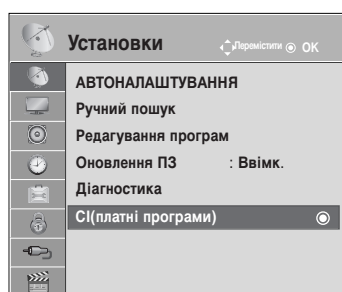 Установки Перемістити OK
АВТОНАЛАШТУВАННЯ
Ручний пошук
Редагування програм
Оновлення ПЗ : Ввімк.
Діагностика
CI(платні програми)